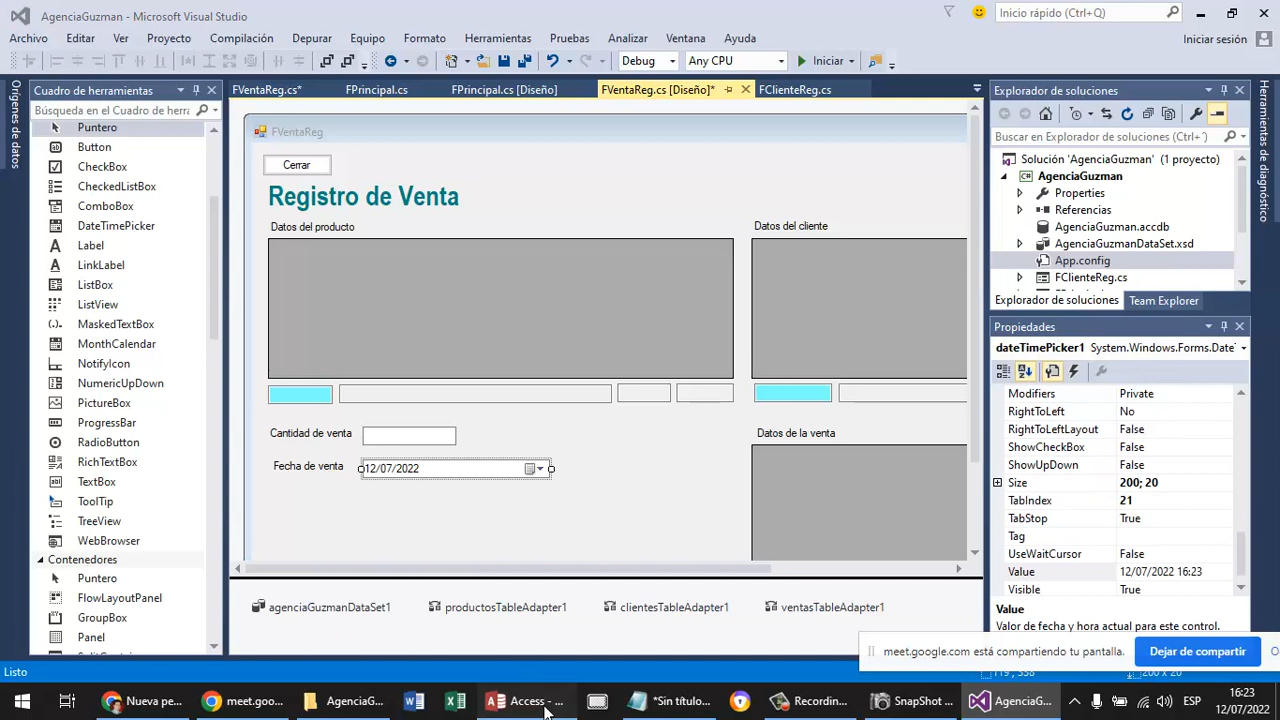 AgenciaGuzman - Microsoft Visual Studio
Inicio rápido (Ctrl+Q)
Archivo Editar Ver Proyecto Compilación Depurar Equipo Formato Herramientas Pruebas Analizar Ventana Ayuda
Iniciar sesión
Debug Any CPU Iniciar
Orígenes de datos
Cuadro de herramientas
Búsqueda en el Cuadro de herra
Puntero
Button
CheckBox
CheckedListBox
ComboBox
DateTimePicker
Label
LinkLabel
ListBox
ListView
MaskedTextBox
MonthCalendar
NotifyIcon
NumericUpDown
PictureBox
ProgressBar
RadioButton
RichTextBox
TextBox
ToolTip
TreeView
WebBrowser
Contenedores
Puntero
FlowLayoutPanel
GroupBox
Panel
FVentaReg.cs* FPrincipal.cs FPrincipal.cs [Diseño] FVentaReg.cs [Diseño]* FClienteReg.cs
FVentaReg
Cerrar
Registro de Venta
Datos del producto
Datos del cliente
Cantidad de venta
Datos de la venta
Fecha de venta 12/07/2022
agenciaGuzmanDataSet1 productosTableAdapter1 clientesTableAdapter1 ventasTableAdapter1
Explorador de soluciones
Buscar en Explorador de soluciones (Ctrl+´)
Solución 'AgenciaGuzman' (1 proyecto)
AgenciaGuzman
Properties
Referencias
AgenciaGuzman.accdb
AgenciaGuzmanDataSet.xsd
App.config
FClienteReg.cs
Explorador de soluciones Team Explorer
Propiedades
dateTimePicker1 System.Windows.Forms.Date
Modifiers Private
RightToLeft No
RightToLeftLayout False
ShowCheckBox False
ShowUpDown False
Size 200; 20
TabIndex 21
TabStop True
Tag
UseWaitCursor False
Value 12/07/2022 16:23
Visible True
Value
Valor de fecha y hora actual para este control.
Herramientas de diagnóstico
meet.google.com está compartiendo tu pantalla. Dejar de compartir
Listo
200 x 20
Nueva pe... meet.goo... AgenciaG... Access - ... *Sin título... Recordin... SnapShot ... AgenciaG...
ESP
16:23
12/07/2022